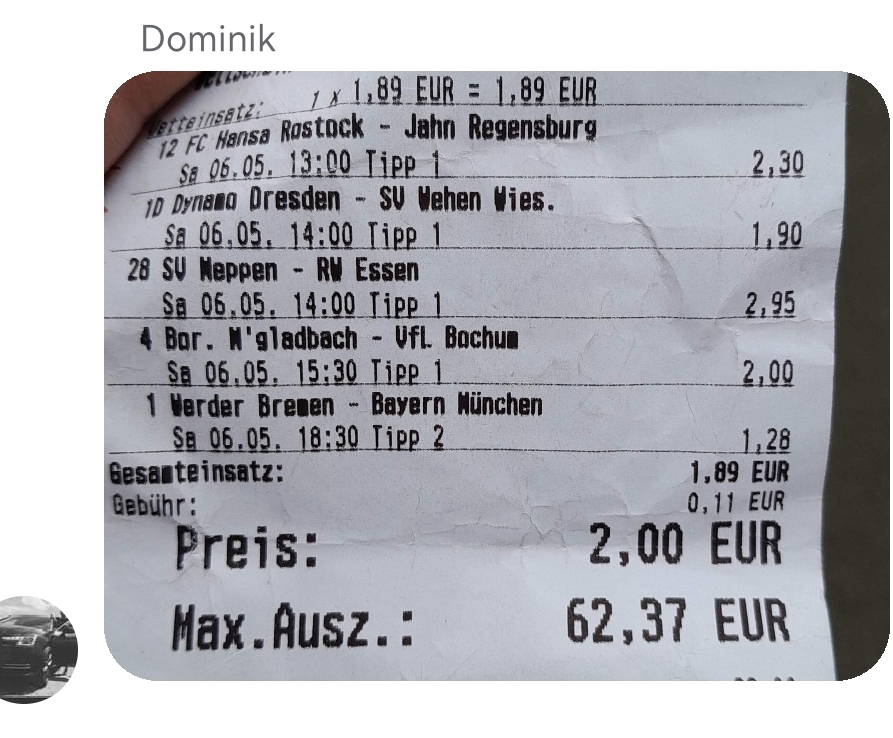 Dominik
Wetteinsatz: 1 x 1,89 EUR = 1,89 EUR
12 FC Hansa Rostock - Jahn Regensburg
Sa 06.05. 13:00 Tipp 1 2,30
10 Dynamo Dresden - SV Wehen Wies.
Sa 06.05. 14:00 Tipp 1 1,90
28 SV Meppen - RW Essen
Sa 06.05. 14:00 Tipp 1 2,95
4 Bor. M'gladbach - VfL Bochum
Sa 06.05. 15:30 Tipp 1 2,00
1 Werder Bremen - Bayern München
Sa 06.05. 18:30 Tipp 2 1,28
Gesamteinsatz: 1,89 EUR
Gebühr: 0,11 EUR
Preis: 2,00 EUR
Max.Ausz.: 62,37 EUR